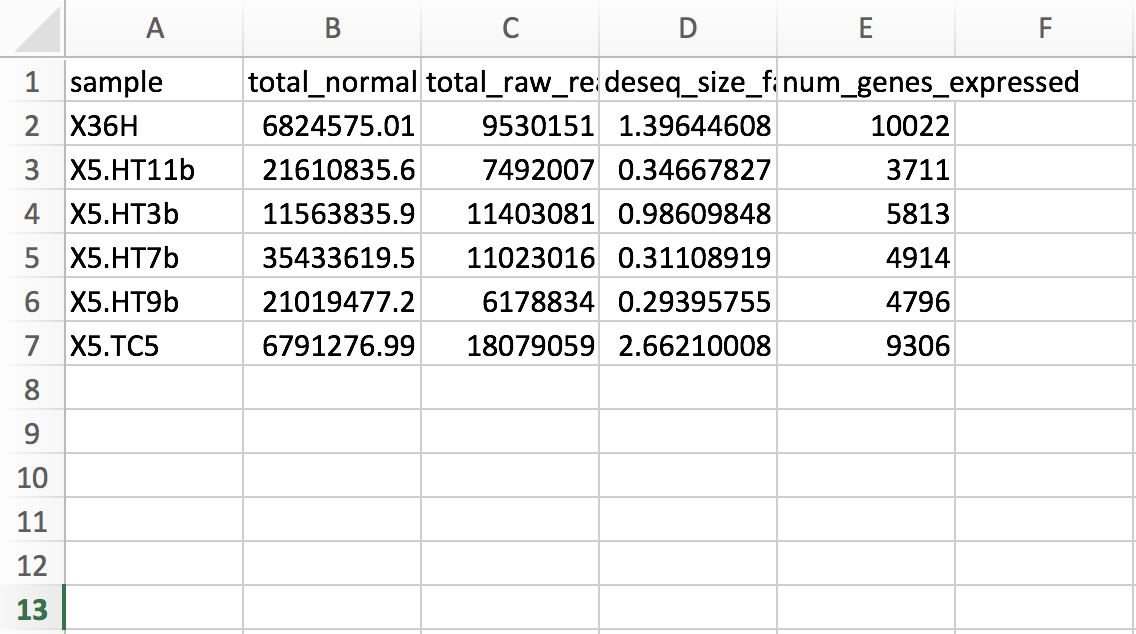 A B C D E F
1 sample total_normal total_raw_rea deseq_size_fa num_genes_expressed
2 X36H 6824575.01 9530151 1.39644608 10022
3 X5.HT11b 21610835.6 7492007 0.34667827 3711
4 X5.HT3b 11563835.9 11403081 0.98609848 5813
5 X5.HT7b 35433619.5 11023016 0.31108919 4914
6 X5.HT9b 21019477.2 6178834 0.29395755 4796
7 X5.TC5 6791276.99 18079059 2.66210008 9306
8
9
10
11
12
13